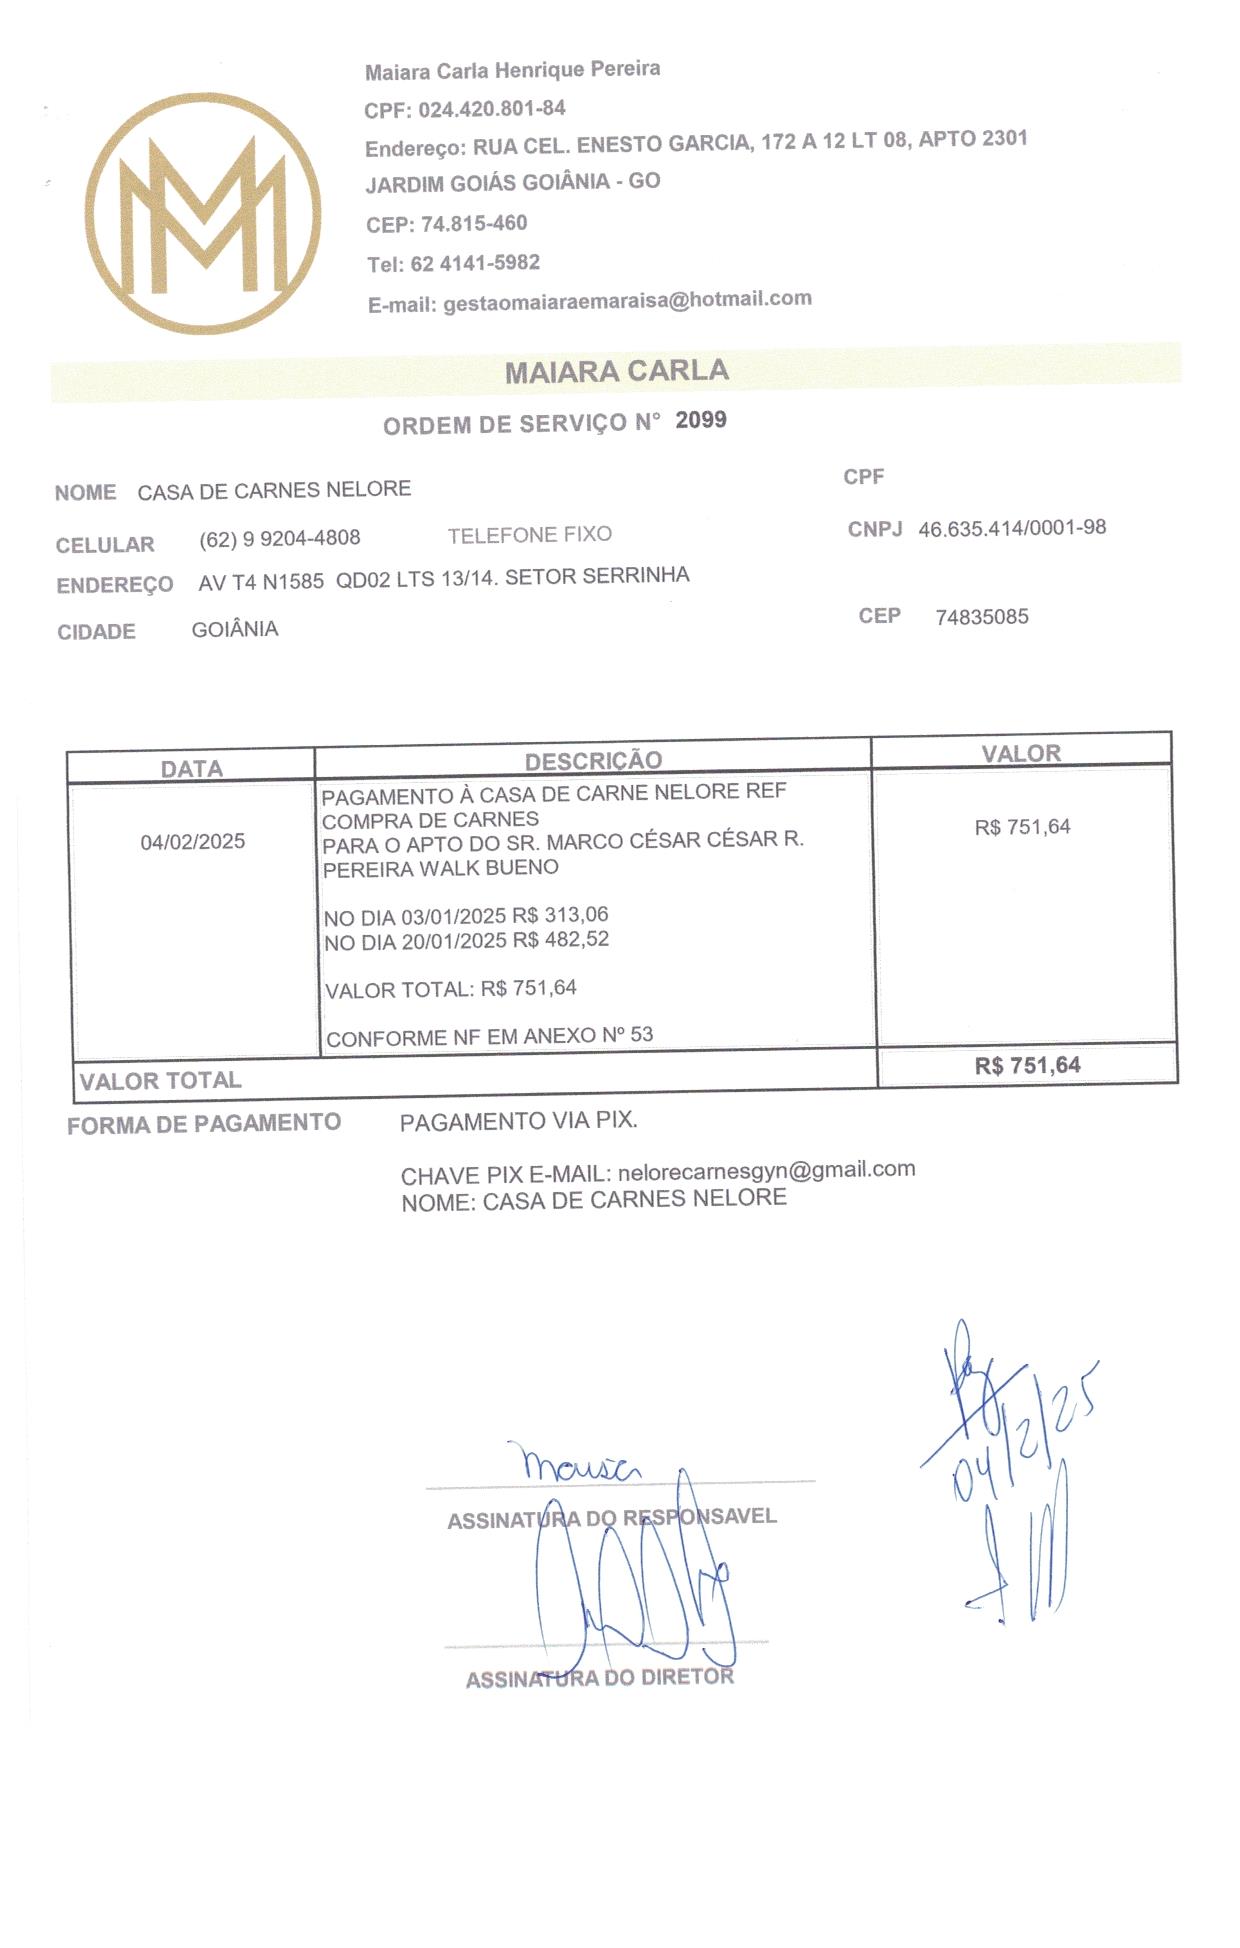 Maiara Carla Henrique Pereira
CPF: 024.420.801-84
Endereço: RUA CEL. ENESTO GARCIA, 172 A 12 LT 08, APTO 2301
JARDIM GOIÁS GOIÂNIA - GO
CEP: 74.815-460
Tel: 62 4141-5982
E-mail: gestaomaiaraemaraisa@hotmail.com
MAIARA CARLA
ORDEM DE SERVIÇO N° 2099
NOME CASA DE CARNES NELORE CPF
CELULAR (62) 9 9204-4808 TELEFONE FIXO CNPJ 46.635.414/0001-98
ENDEREÇO AV T4 N1585 QD02 LTS 13/14. SETOR SERRINHA
CIDADE GOIÂNIA CEP 74835085
DATA DESCRIÇÃO VALOR
PAGAMENTO À CASA DE CARNE NELORE REF
COMPRA DE CARNES
04/02/2025 PARA O APTO DO SR. MARCO CÉSAR CÉSAR R. R$ 751,64
PEREIRA WALK BUENO
NO DIA 03/01/2025 R$ 313,06
NO DIA 20/01/2025 R$ 482,52
VALOR TOTAL: R$ 751,64
CONFORME NF EM ANEXO Nº 53
VALOR TOTAL R$ 751,64
FORMA DE PAGAMENTO PAGAMENTO VIA PIX.
CHAVE PIX E-MAIL: nelorecarnesgyn@gmail.com
NOME: CASA DE CARNES NELORE
04/2/25
ASSINATURA DO RESPONSAVEL
ASSINATURA DO DIRETOR